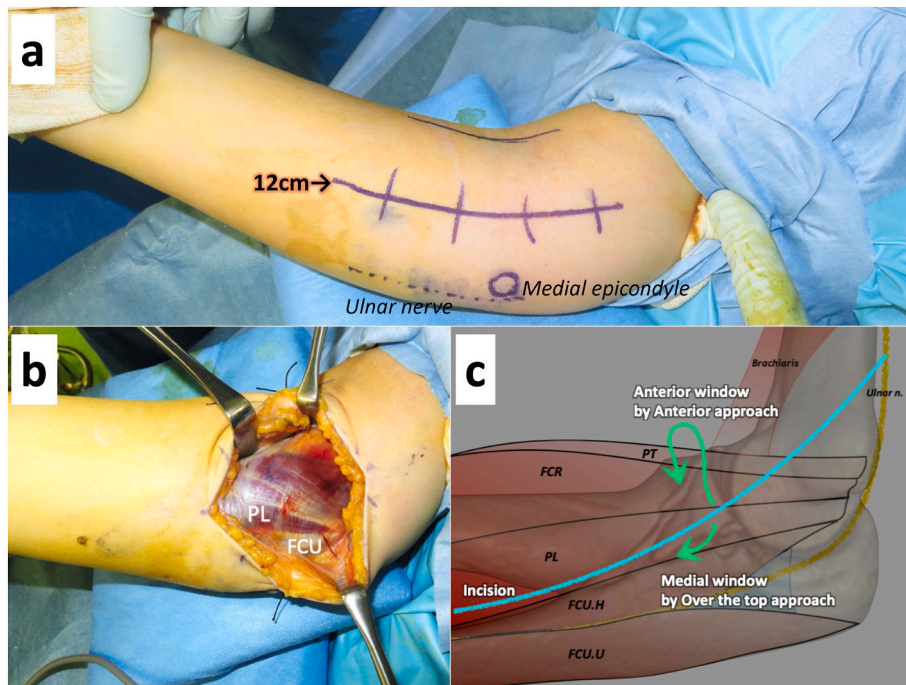 a
12cm→
Medial epicondyle
Ulnar nerve
b
PL
FCU
c
Brachiaris
Ulnar n.
Anterior window
by Anterior approach
PT
FCR
PL
Medial window
by Over the top approach
Incision
FCU.H
FCU.U